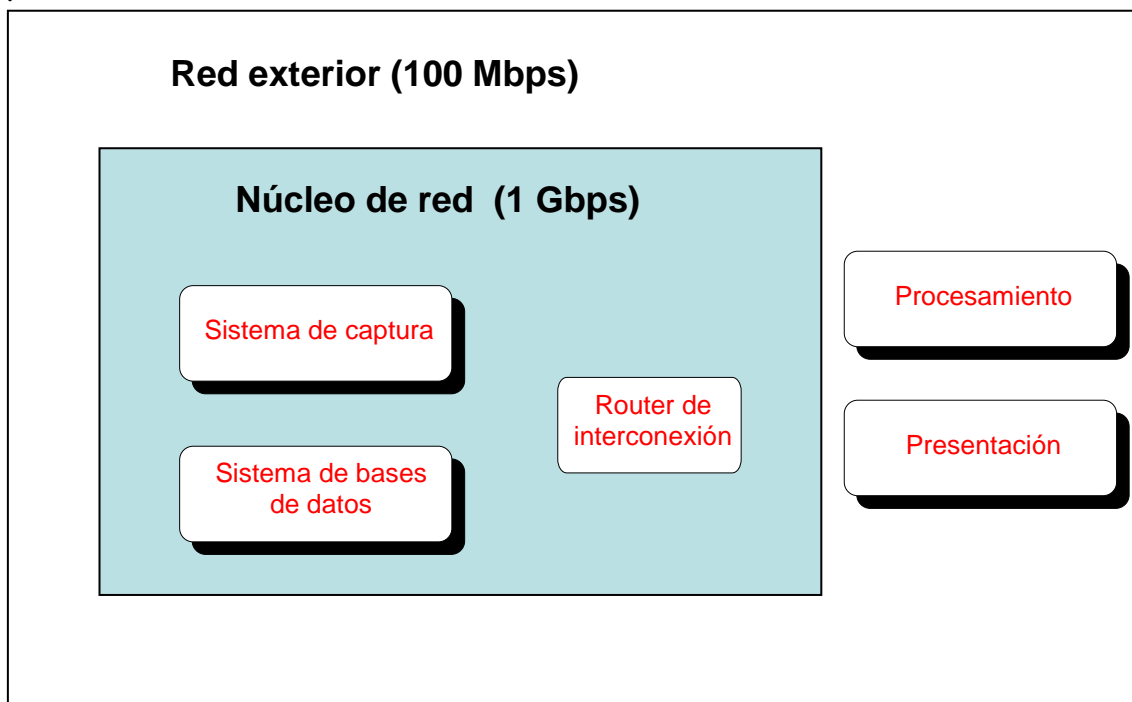 Red exterior (100 Mbps)
Núcleo de red (1 Gbps)
Sistema de captura
Procesamiento
Router de
interconexión
Presentación
Sistema de bases
de datos